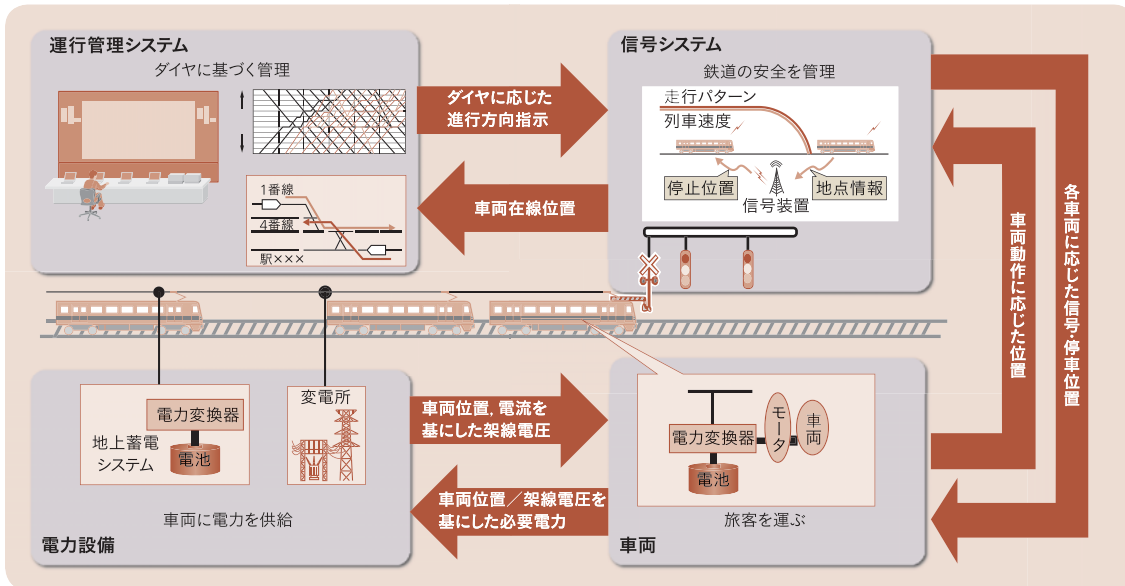 運行管理システム
ダイヤに基づく管理
1番線
4番線
駅×××
ダイヤに応じた
進行方向指示
車両在線位置
信号システム
鉄道の安全を管理
走行パターン
列車速度
停止位置
地点情報
信号装置
各車両に応じた信号・停車位置
車両動作に応じた位置
電力変換器
地上蓄電
システム
電池
変電所
車両に電力を供給
電力設備
車両位置，電流を
基にした架線電圧
車両位置／架線電圧を
基にした必要電力
電力変換器
モータ
車両
電池
旅客を運ぶ
車両